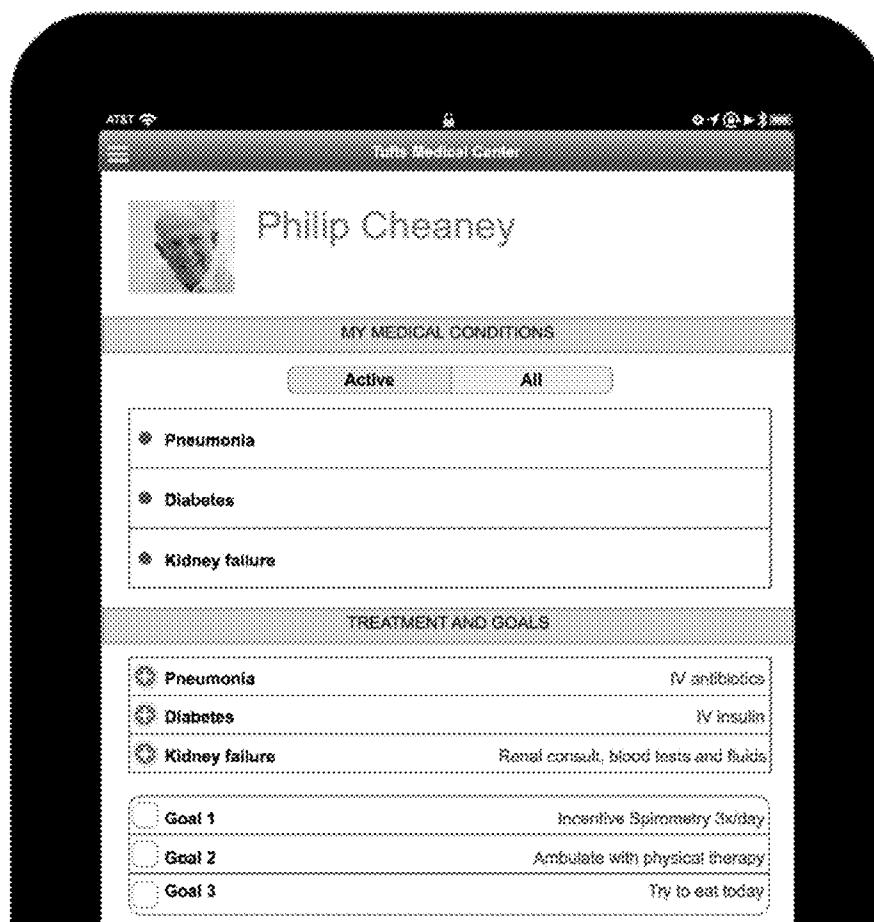 AT&T
Tufts Medical Center
Philip Cheaney
MY MEDICAL CONDITIONS
Active All
Pneumonia
Diabetes
Kidney failure
TREATMENT AND GOALS
Pneumonia IV antibiotics
Diabetes IV insulin
Kidney failure Renal consult, blood tests and fluids
Goal 1 Incentive Spirometry 3x/day
Goal 2 Ambulate with physical therapy
Goal 3 Try to eat today